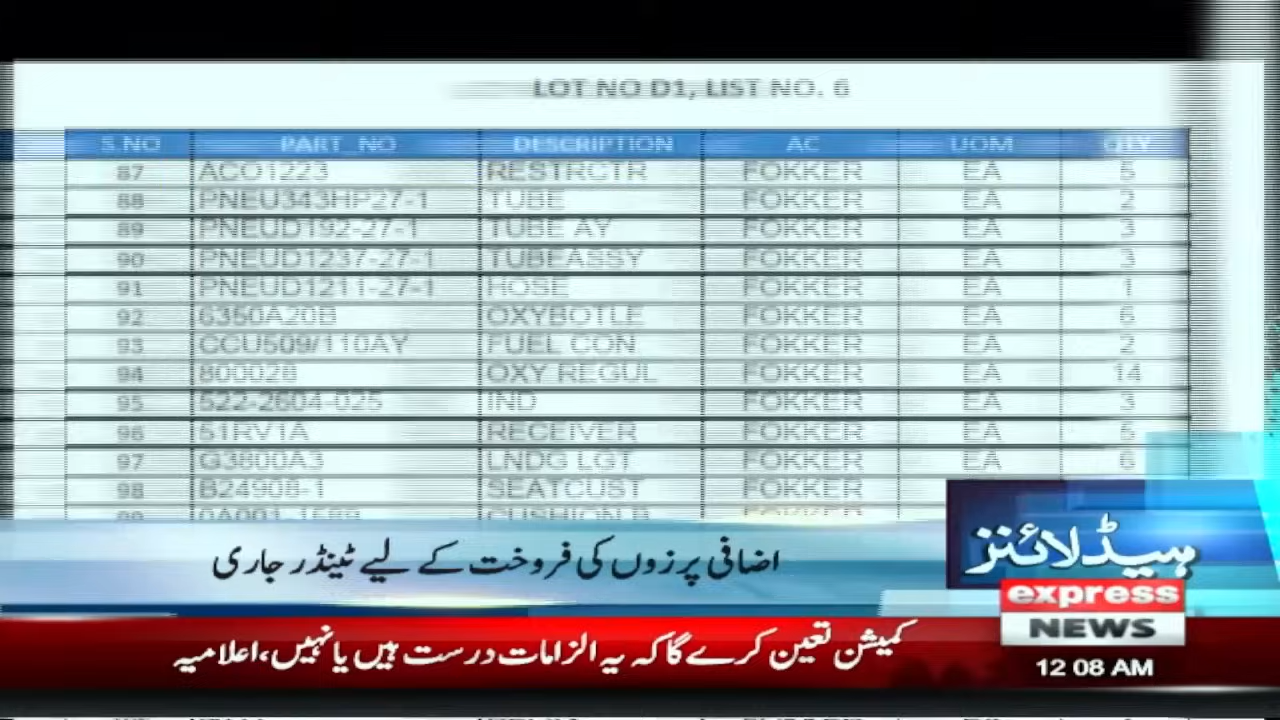 LOT NO D1, LIST NO. 6
S.NO PART_NO DESCRIPTION AC UOM QTY
87 ACO1223 RESTRCTR FOKKER EA 5
88 PNEU343HP27-1 TUBE FOKKER EA 2
89 PNEUD192-27-1 TUBE AY FOKKER EA 3
90 PNEUD1237-27-1 TUBEASSY FOKKER EA 3
91 PNEUD1211-27-1 HOSE FOKKER EA 1
92 6350A20B OXYBOTLE FOKKER EA 6
93 CCU509/110AY FUEL CON FOKKER EA 2
94 800028 OXY REGUL FOKKER EA 14
95 522-2604-025 IND FOKKER EA 3
96 51RV1A RECEIVER FOKKER EA 5
97 G3800A3 LNDG LGT FOKKER EA 6
98 B24908-1 SEATCUST FOKKER
99 CUSHION B FOKKER
اضافی پرزوں کی فروخت کے لیے ٹینڈر جاری
ہیڈلائنز
express
NEWS
کمیشن تعین کرے گا کہ یہ الزامات درست ہیں یا نہیں، اعلامیہ
12:08 AM